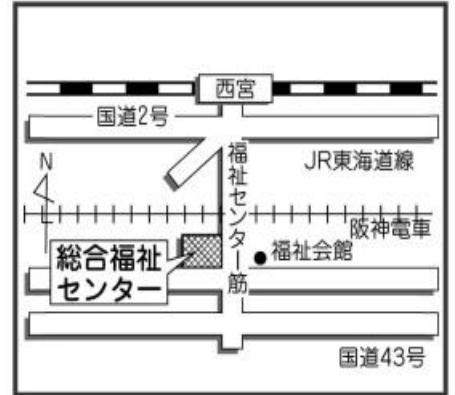 西宮
国道2号
N
JR東海道線
福祉センター筋
阪神電車
福祉会館
総合福祉
センター
国道43号